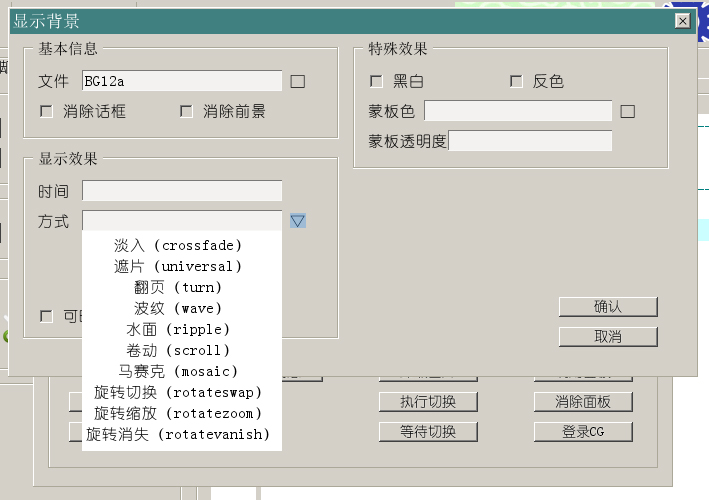 显示背景
基本信息
文件 BG12a
消除话框 消除前景
特殊效果
黑白 反色
蒙板色
蒙板透明度
显示效果
时间
方式
淡入 (crossfade)
遮片 (universal)
翻页 (turn)
波纹 (wave)
水面 (ripple)
卷动 (scroll)
马赛克 (mosaic)
旋转切换 (rotateswap)
旋转缩放 (rotatezoom)
旋转消失 (rotatevanish)
确认
取消
执行切换 消除面板
等待切换 登录CG